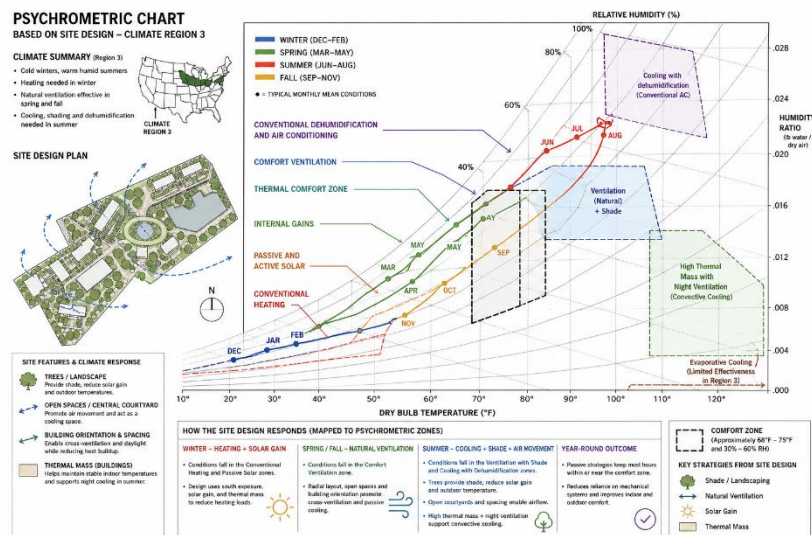 PSYCHROMETRIC CHART
BASED ON SITE DESIGN – CLIMATE REGION 3
CLIMATE SUMMARY (Region 3)
• Cold winters, warm humid summers
• Heating needed in winter
• Natural ventilation effective in
spring and fall
• Cooling, shading and dehumidification
needed in summer
CLIMATE
REGION 3
SITE DESIGN PLAN
N
SITE FEATURES & CLIMATE RESPONSE
TREES / LANDSCAPE
Provide shade, reduce solar gain
and outdoor temperatures.
OPEN SPACES / CENTRAL COURTYARD
Promote air movement and act as a
cooling space.
BUILDING ORIENTATION & SPACING
Enable cross-ventilation and daylight
while reducing heat buildup.
THERMAL MASS (BUILDINGS)
Helps maintain stable indoor temperatures
and supports night cooling in summer.
WINTER (DEC–FEB)
SPRING (MAR–MAY)
SUMMER (JUN–AUG)
FALL (SEP–NOV)
• = TYPICAL MONTHLY MEAN CONDITIONS
RELATIVE HUMIDITY (%)
100%
80%
60%
40%
CONVENTIONAL DEHUMIDIFICATION
AND AIR CONDITIONING
COMFORT VENTILATION
THERMAL COMFORT ZONE
INTERNAL GAINS
PASSIVE AND
ACTIVE SOLAR
CONVENTIONAL
HEATING
Cooling with
dehumidification
(Conventional AC)
Ventilation
(Natural)
+ Shade
High Thermal
Mass with
Night Ventilation
(Convective Cooling)
Evaporative Cooling
(Limited Effectiveness
in Region 3)
JUN
JUL
AUG
MAY
MAY
AY
MAR
APR
SEP
OCT
NOV
DEC
JAR
FEB
.028
.024
.020
.016
.012
.008
.004
.000
HUMIDITY
RATIO
(lb water /
dry air)
10°
20°
30°
40°
50°
60°
70°
80°
90°
100°
110°
120°
DRY BULB TEMPERATURE (°F)
HOW THE SITE DESIGN RESPONDS (MAPPED TO PSYCHROMETRIC ZONES)
WINTER – HEATING + SOLAR GAIN
• Conditions fall in the Conventional
Heating and Passive Solar zones.
• Design uses south exposure,
solar gain, and thermal mass
to reduce heating loads.
SPRING / FALL – NATURAL VENTILATION
• Conditions fall in the Comfort
Ventilation zone.
• Radial layout, open spaces and
building orientation promote
cross-ventilation and passive
cooling.
SUMMER – COOLING + SHADE + AIR MOVEMENT
• Conditions fall in the Ventilation with Shade
and Cooling with Dehumidification zones.
• Trees provide shade, reduce solar gain
and outdoor temperature.
• Open courtyards and spacing enable airflow.
• High thermal mass + night ventilation
support convective cooling.
YEAR-ROUND OUTCOME
• Passive strategies keep most hours
within or near the comfort zone.
• Reduces reliance on mechanical
systems and improves indoor and
outdoor comfort.
COMFORT ZONE
(Approximately 68°F – 75°F
and 30% – 60% RH)
KEY STRATEGIES FROM SITE DESIGN
Shade / Landscaping
Natural Ventilation
Solar Gain
Thermal Mass